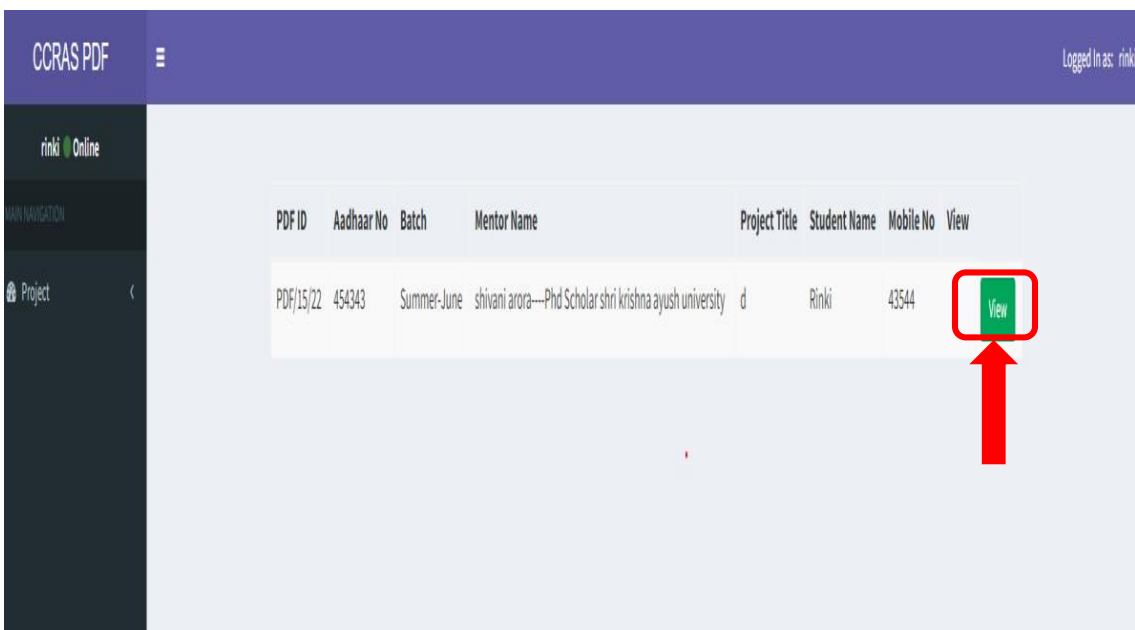 CCRAS PDF
Logged In as: rinki
rinki Online
MAIN NAVIGATION
Project
PDF ID Aadhaar No Batch Mentor Name Project Title Student Name Mobile No View
PDF/15/22 454343 Summer-June shivani arora----Phd Scholar shri krishna ayush university d Rinki 43544 View